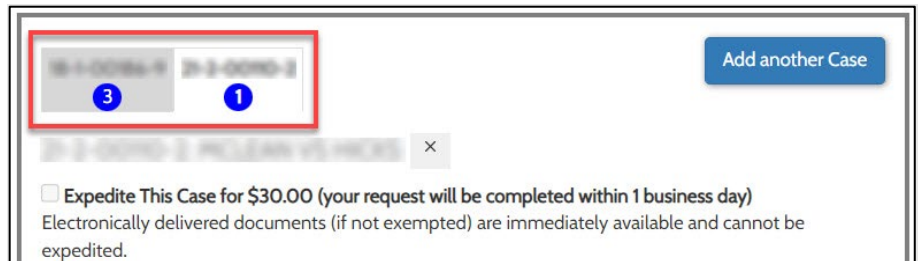 Add another Case
3 1
×
Expedite This Case for $30.00 (your request will be completed within 1 business day)
Electronically delivered documents (if not exempted) are immediately available and cannot be
expedited.